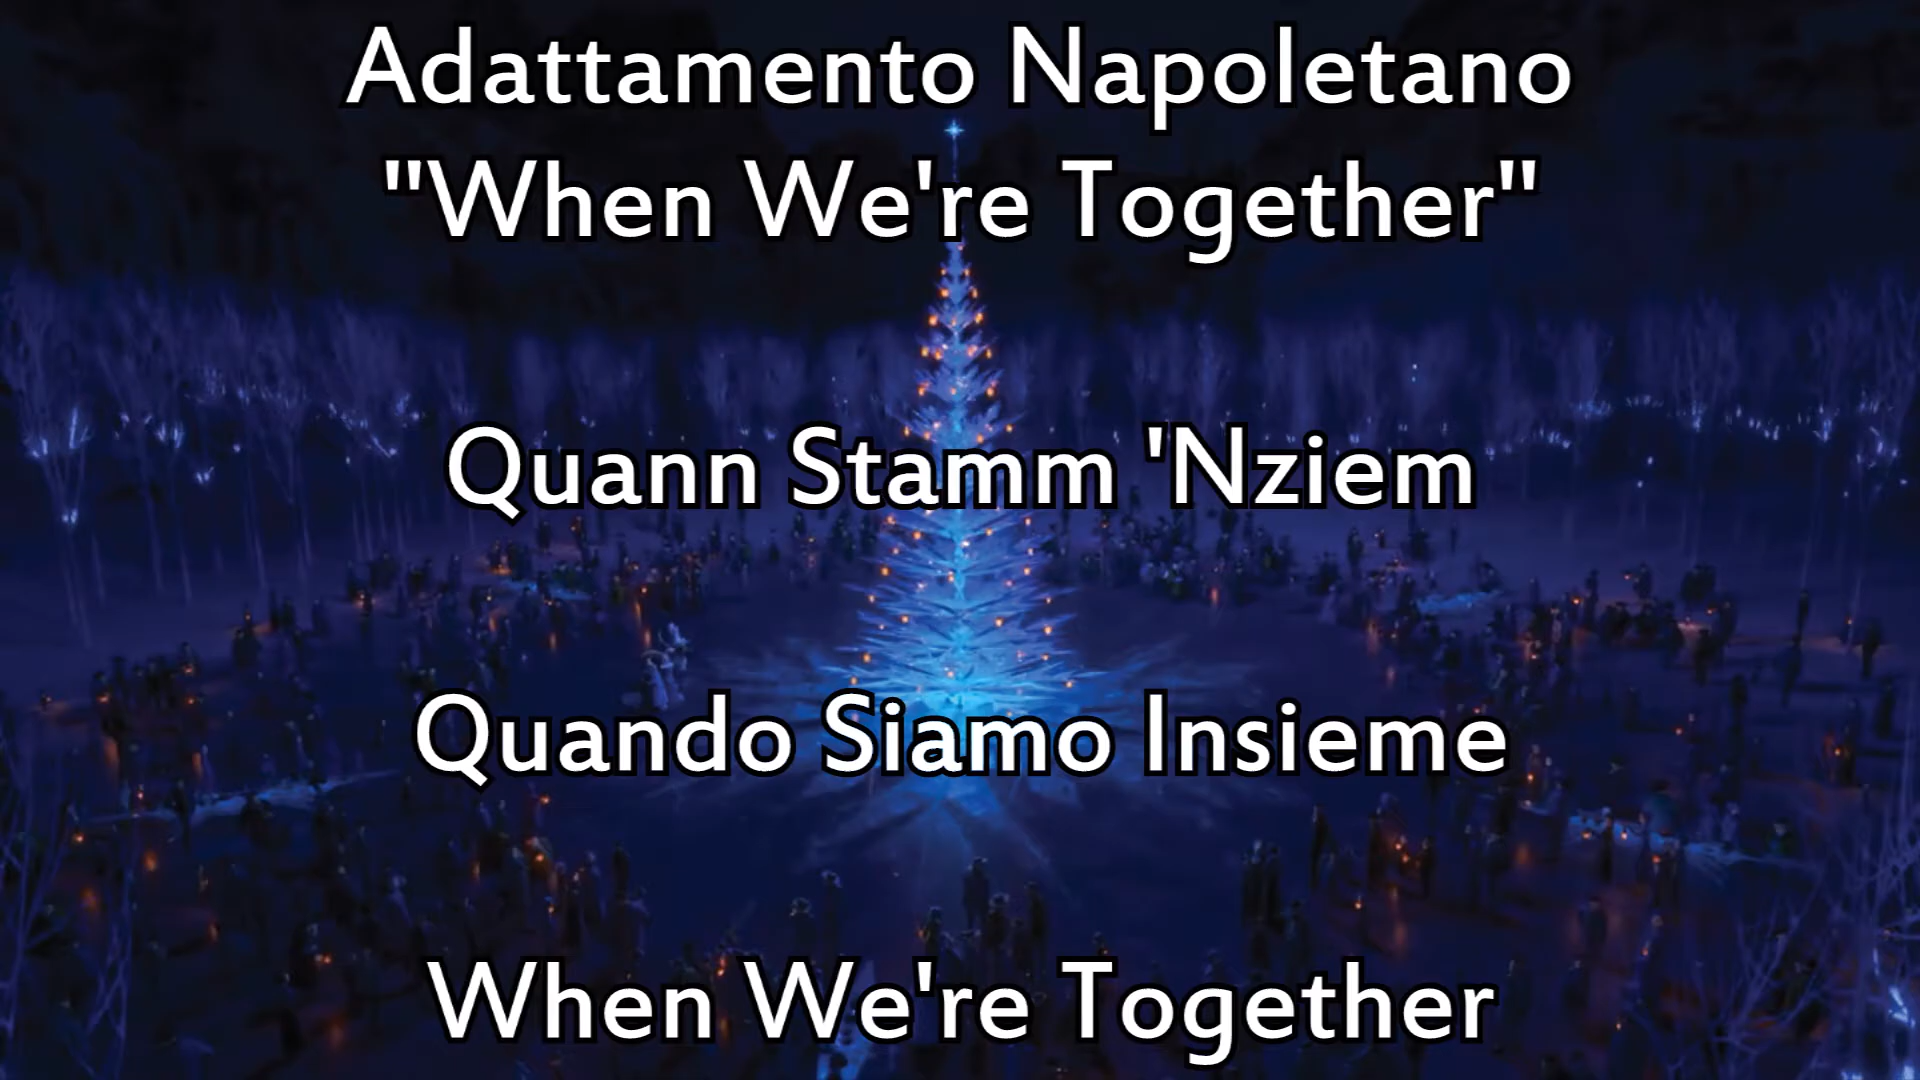 Adattamento Napoletano
"When We're Together"
Quann Stamm 'Nziem
Quando Siamo Insieme
When We're Together